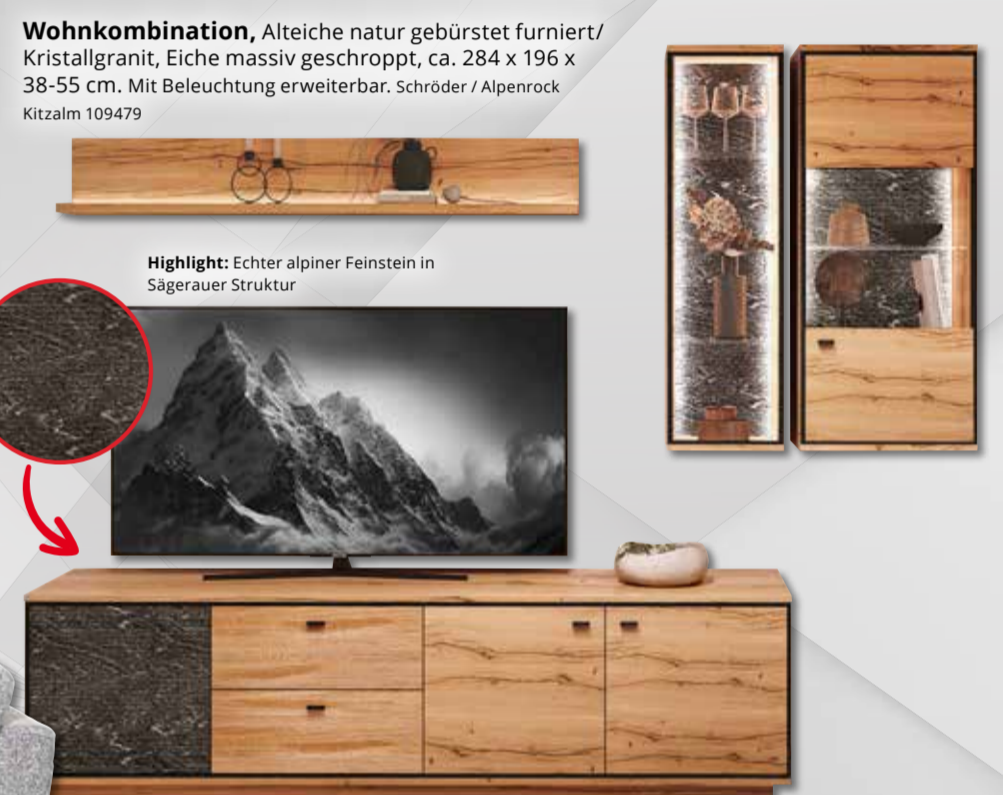 Wohnkombination, Alteiche natur gebürstet furniert/
Kristallgranit, Eiche massiv geschroppt, ca. 284 x 196 x
38-55 cm. Mit Beleuchtung erweiterbar. Schröder / Alpenrock
Kitzalm 109479
Highlight: Echter alpiner Feinstein in
Sägerauer Struktur